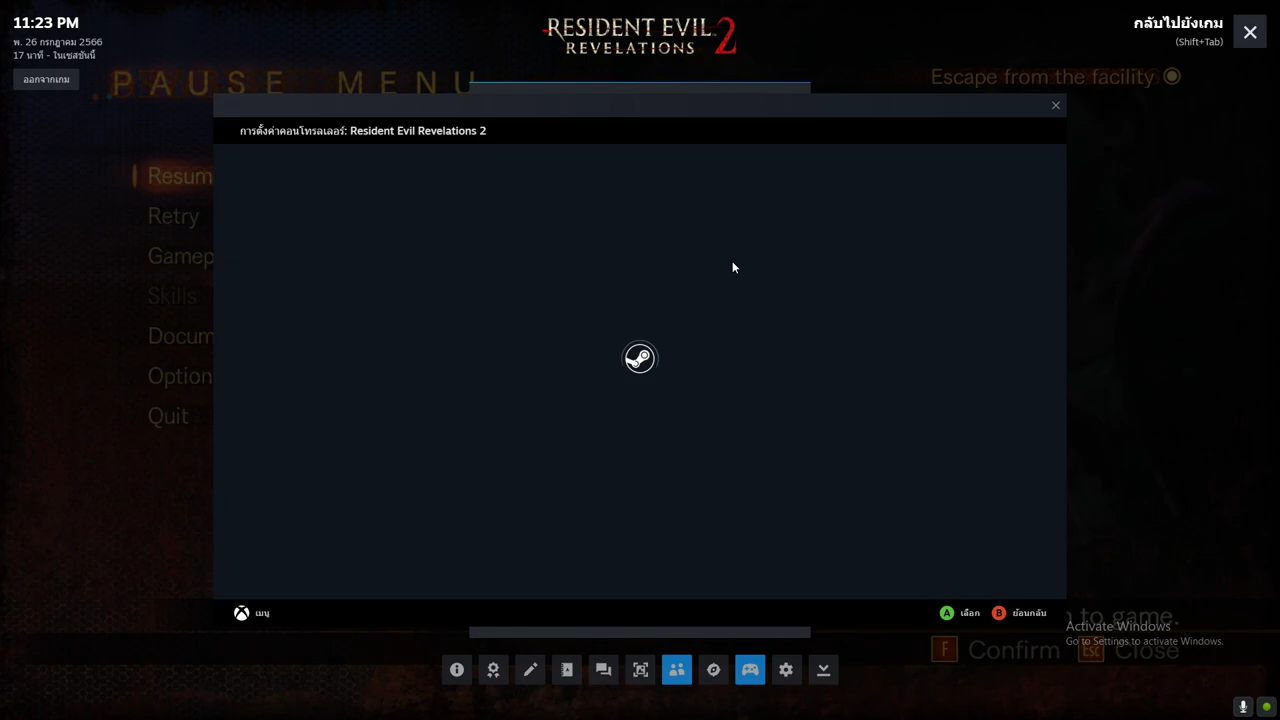 11:23 PM
พ. 26 กรกฎาคม 2566
17 นาที - ในเซสชันนี้
ออกจากเกม
RESIDENT EVIL
REVELATIONS 2
กลับไปยังเกม
(Shift+Tab)
PAUSE MENU
Escape from the facility
การตั้งค่าคอนโทรลเลอร์: Resident Evil Revelations 2
Resum
Retry
Gamep
Skills
Docum
Option
Quit
เมนู
A เลือก B ย้อนกลับ
to game.
Activate Windows
Go to Settings to activate Windows.
F Confirm ESC Close